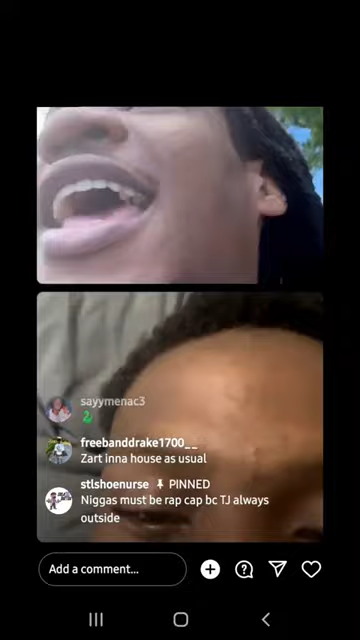 sayymenac3
freebanddrake1700__
Zart inna house as usual
stlshoenurse PINNED
Niggas must be rap cap bc TJ always
outside
Add a comment...